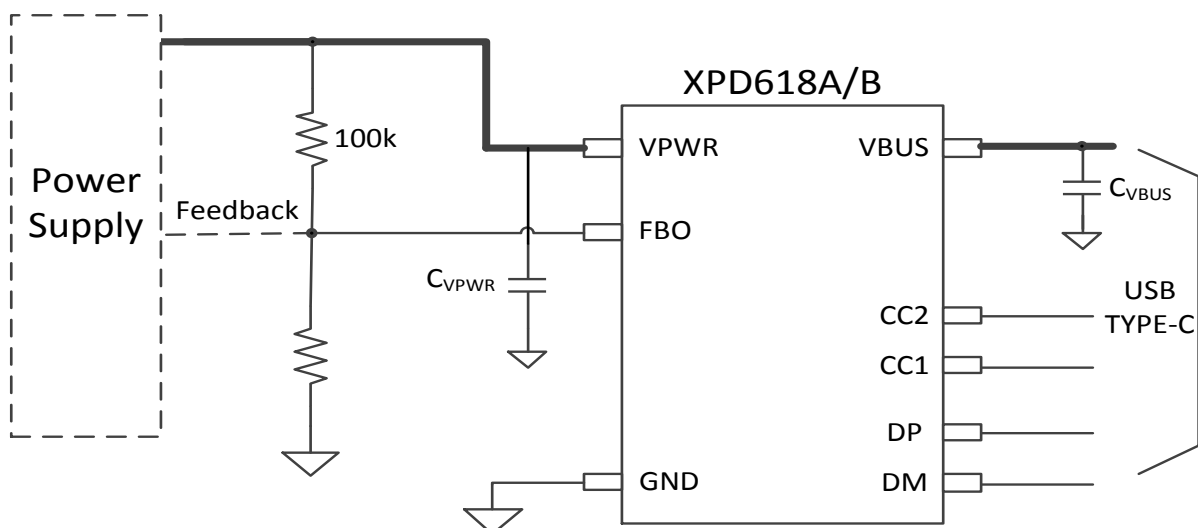 XPD618A/B
100k
VPWR
VBUS
Power
Supply
Feedback
FBO
CVBUS
CVPWR
USB
TYPE-C
CC2
CC1
DP
GND
DM